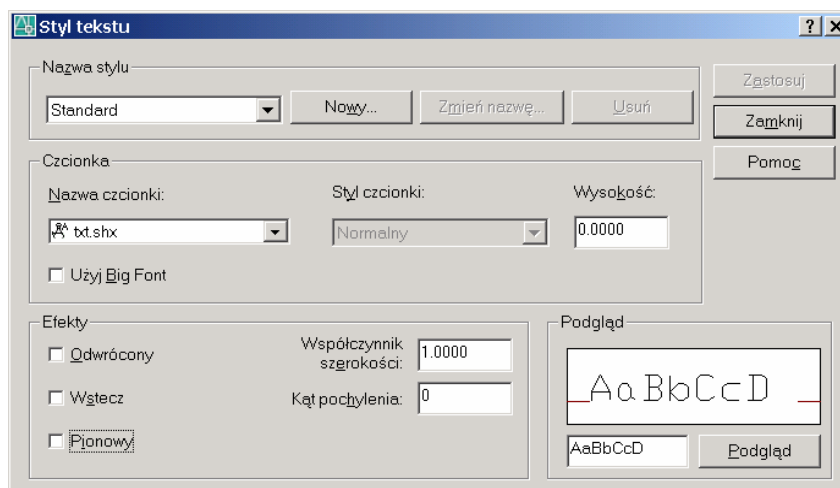 Styl tekstu
Nazwa stylu
Standard
Nowy...
Zmień nazwę...
Usuń
Zastosuj
Zamknij
Pomoc
Czcionka
Nazwa czcionki:
Styl czcionki:
Wysokość:
txt.shx
Normalny
0.0000
Użyj Big Font
Efekty
Odwrócony
Wstecz
Pionowy
Współczynnik
szerokości:
1.0000
Kąt pochylenia:
0
Podgląd
AaBbCcD
AaBbCcD
Podgląd